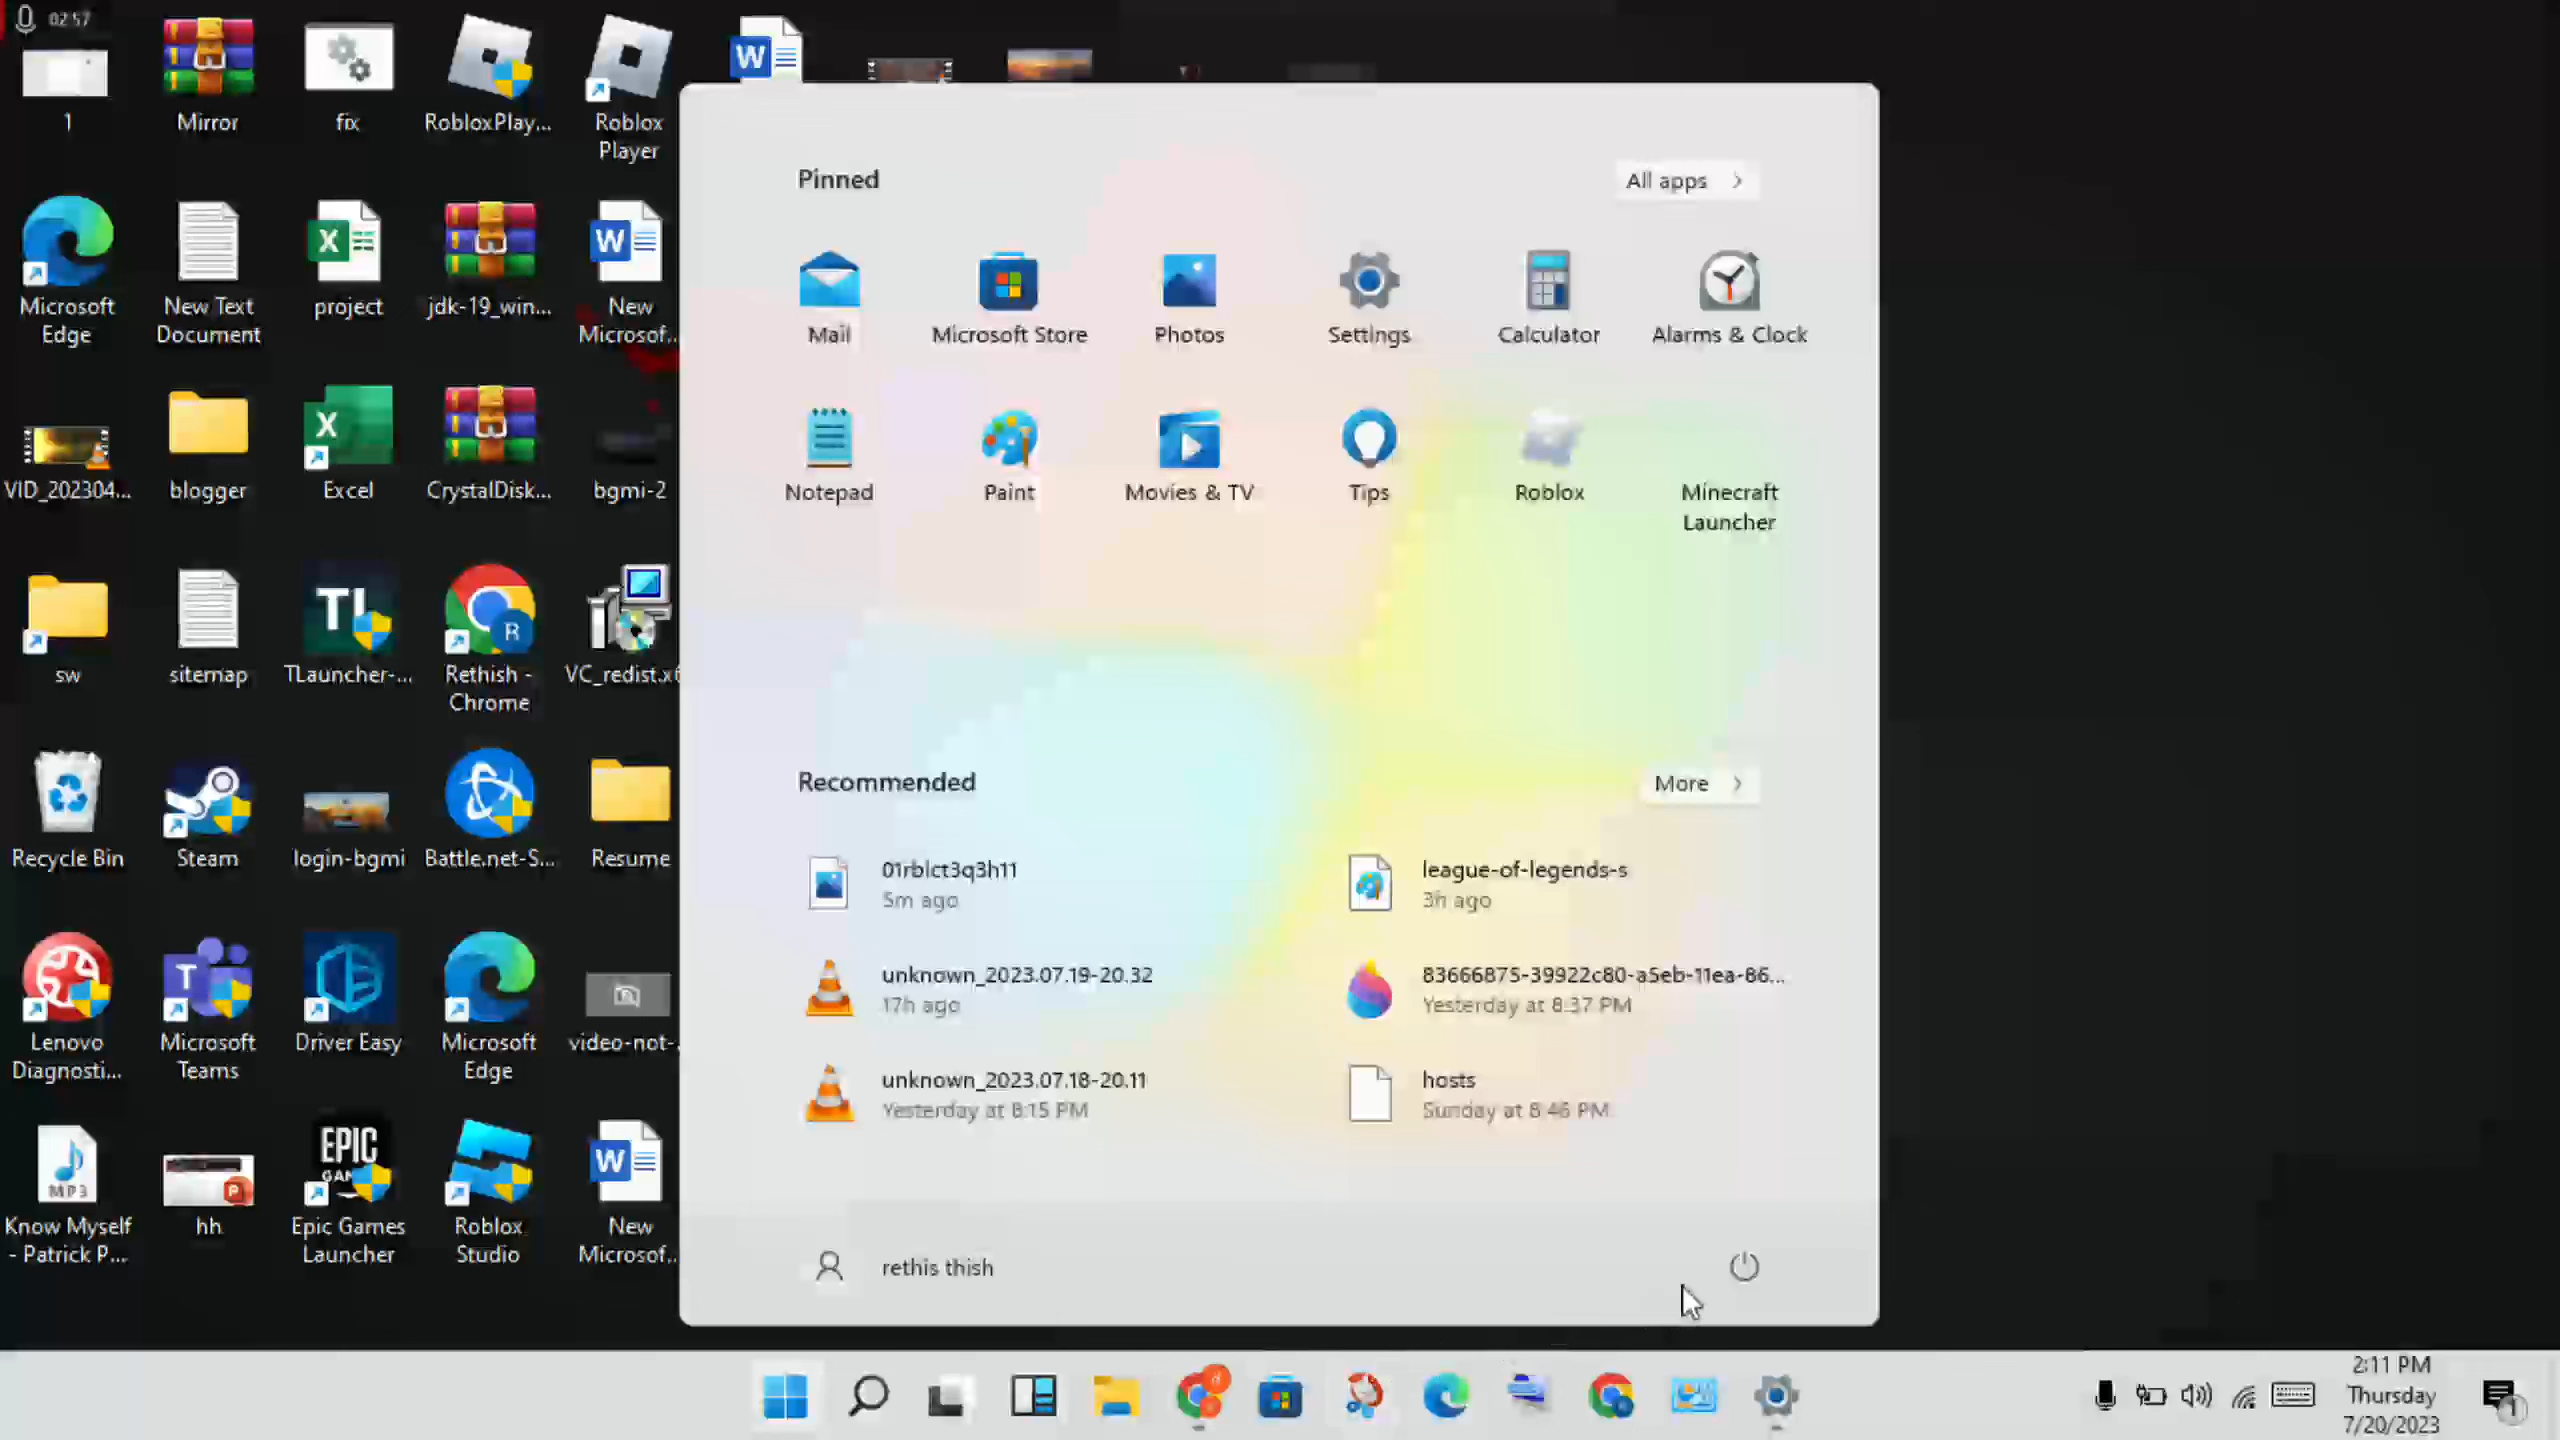 02:57
1
Mirror
fix
RobloxPlay...
Roblox
Player
Microsoft
Edge
New Text
Document
project
jdk-19_win...
New
Microsof...
VID_202304...
blogger
Excel
CrystalDisk...
bgmi-2
sw
sitemap
TLauncher-...
Rethish -
Chrome
VC_redist.x6
Recycle Bin
Steam
login-bgmi
Battle.net-S...
Resume
Lenovo
Diagnosti...
Microsoft
Teams
Driver Easy
Microsoft
Edge
video-not-.
MP3
Know Myself
- Patrick P...
hh
EPIC
Epic Games
Launcher
Roblox
Studio
New
Microsof...
Pinned
All apps
Mail
Microsoft Store
Photos
Settings
Calculator
Alarms & Clock
Notepad
Paint
Movies & TV
Tips
Roblox
Minecraft
Launcher
Recommended
More
01rblct3q3h11
5m ago
league-of-legends-s
3h ago
unknown_2023.07.19-20.32
17h ago
83666875-39922c80-a5eb-11ea-86...
Yesterday at 8:37 PM
unknown_2023.07.18-20.11
Yesterday at 8:15 PM
hosts
Sunday at 8:46 PM
rethis thish
2:11 PM
Thursday
7/20/2023
1